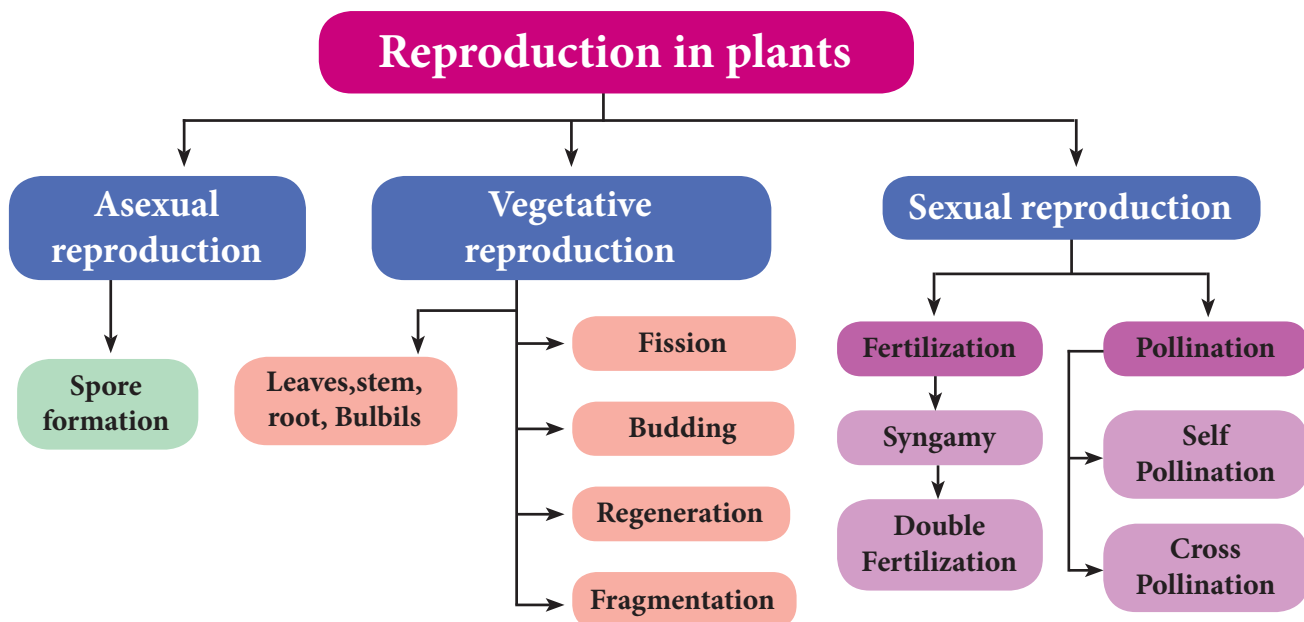 Reproduction in plants
Asexual
reproduction
Vegetative
reproduction
Sexual reproduction
Spore
formation
Leaves,stem,
root, Bulbils
Fission
Budding
Regeneration
Fragmentation
Fertilization
Syngamy
Double
Fertilization
Pollination
Self
Pollination
Cross
Pollination